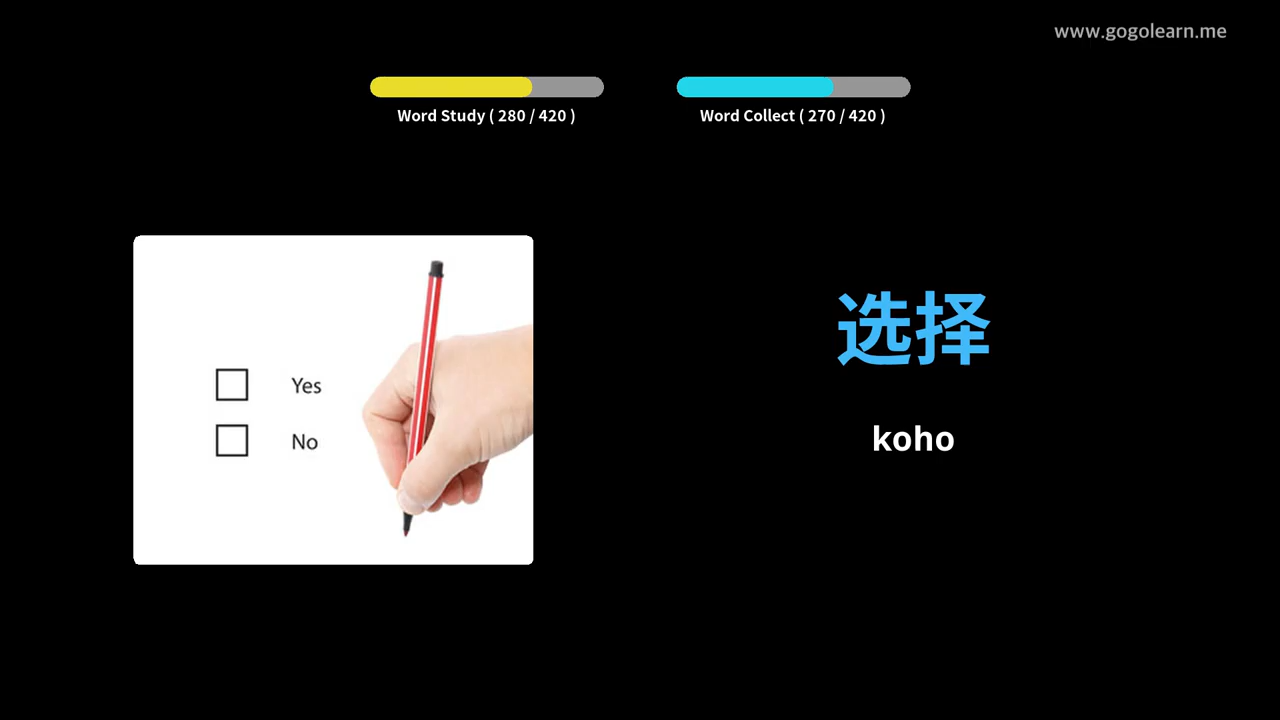 www.gogolearn.me
Word Study ( 280 / 420 )
Word Collect ( 270 / 420 )
选择
koho
Yes
No